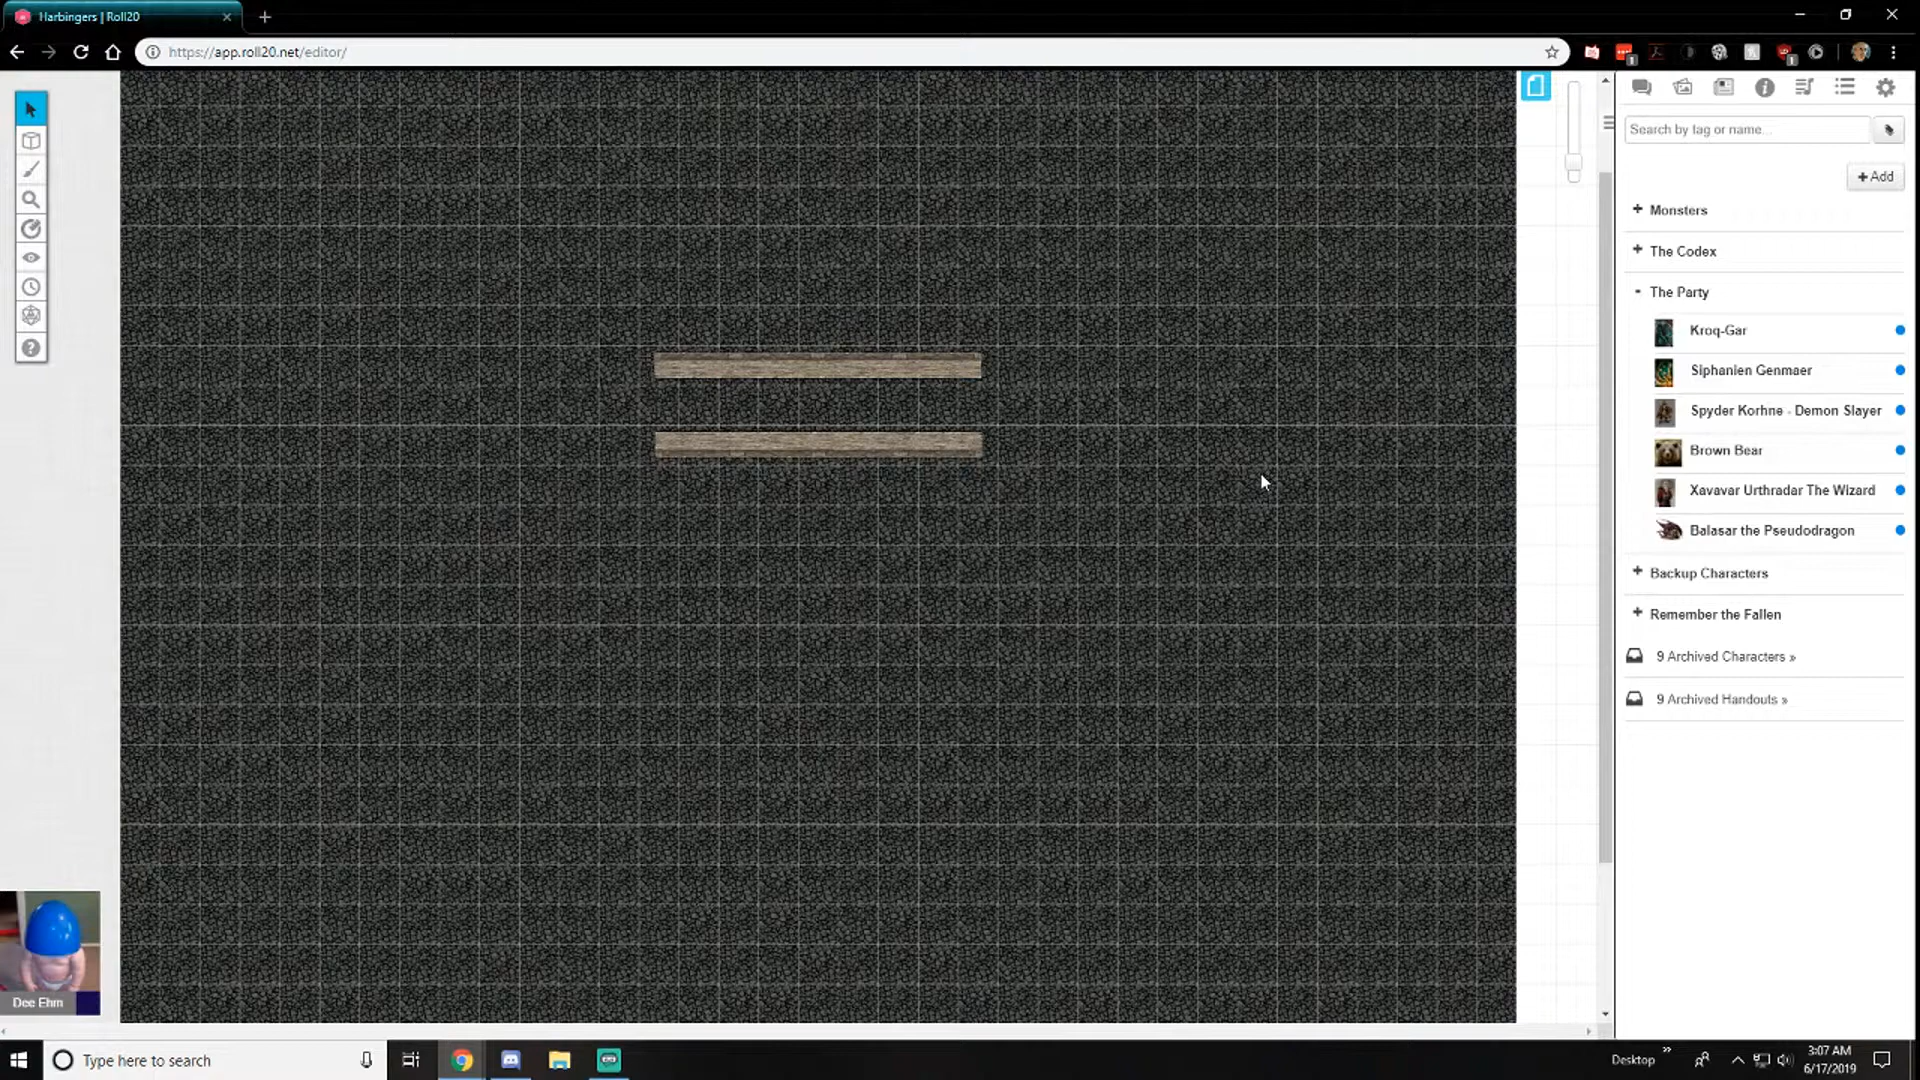 Harbingers | Roll20
https://app.roll20.net/editor/
Search by tag or name...
+ Add
Monsters
The Codex
The Party
Kroq-Gar
Siphanien Genmaer
Spyder Korhne - Demon Slayer
Brown Bear
Xavavar Urthradar The Wizard
Balasar the Pseudodragon
Backup Characters
Remember the Fallen
9 Archived Characters »
9 Archived Handouts »
Dee Ehm
Type here to search
Desktop
3:07 AM
6/17/2019